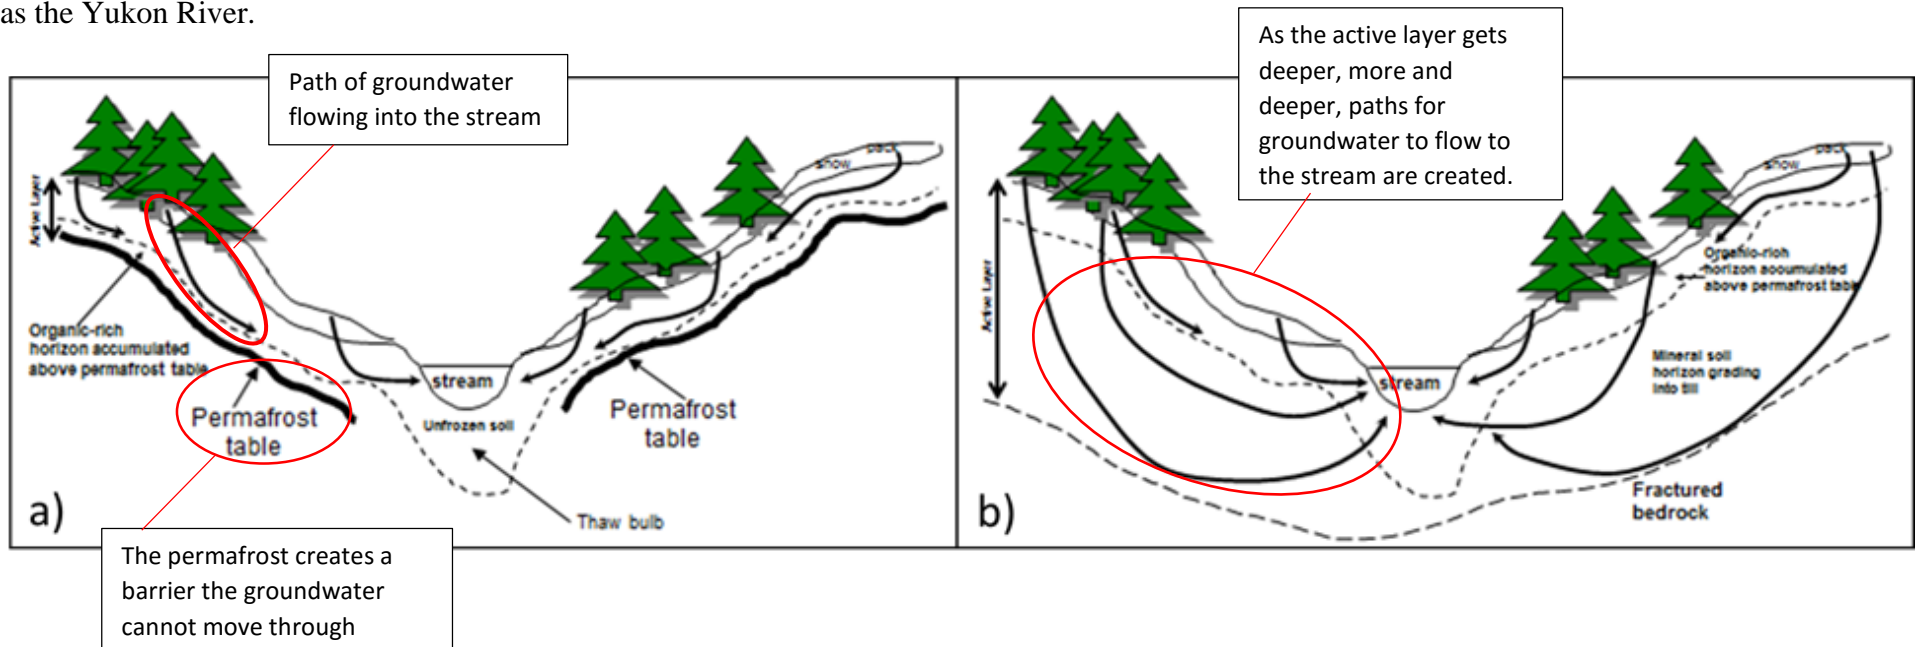 as the Yukon River.
Path of groundwater
flowing into the stream
As the active layer gets
deeper, more and
deeper, paths for
groundwater to flow to
the stream are created.
Active Layer
snow pack
Organic-rich
horizon accumulated
above permafrost table
Permafrost
table
stream
Unfrozen soil
Permafrost
table
Thaw bulb
a)
The permafrost creates a
barrier the groundwater
cannot move through
Active Layer
snow pack
Organic-rich
horizon accumulated
above permafrost table
Mineral soil
horizon grading
into till
stream
Fractured
bedrock
b)